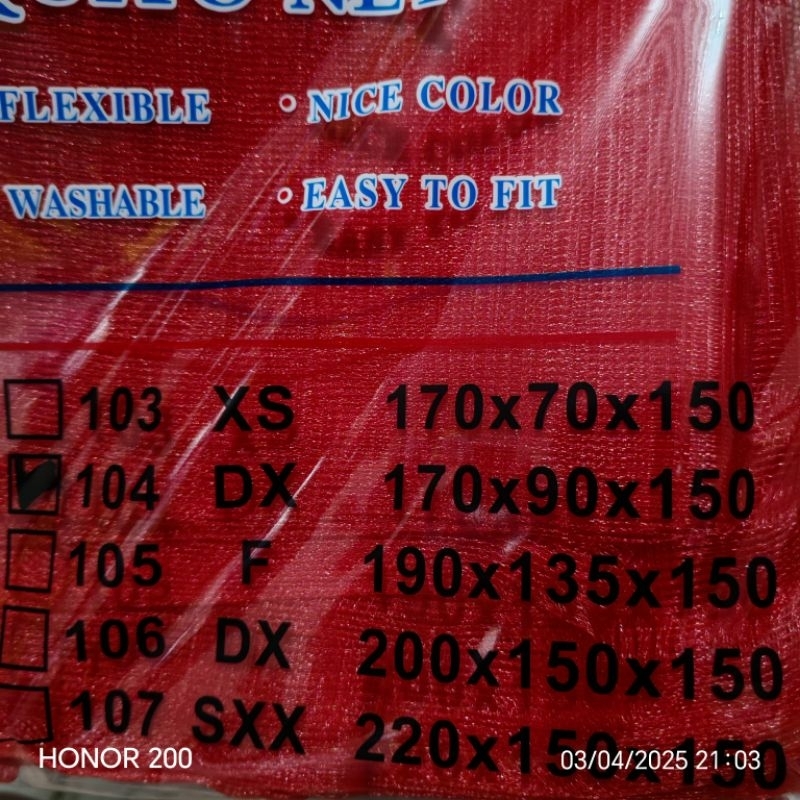 FLEXIBLE
NICE COLOR
WASHABLE
EASY TO FIT
103 XS 170x70x150
104 DX 170x90x150
105 F 190x135x150
106 DX 200x150x150
107 SXX 220x150x150
HONOR 200
03/04/2025 21:03